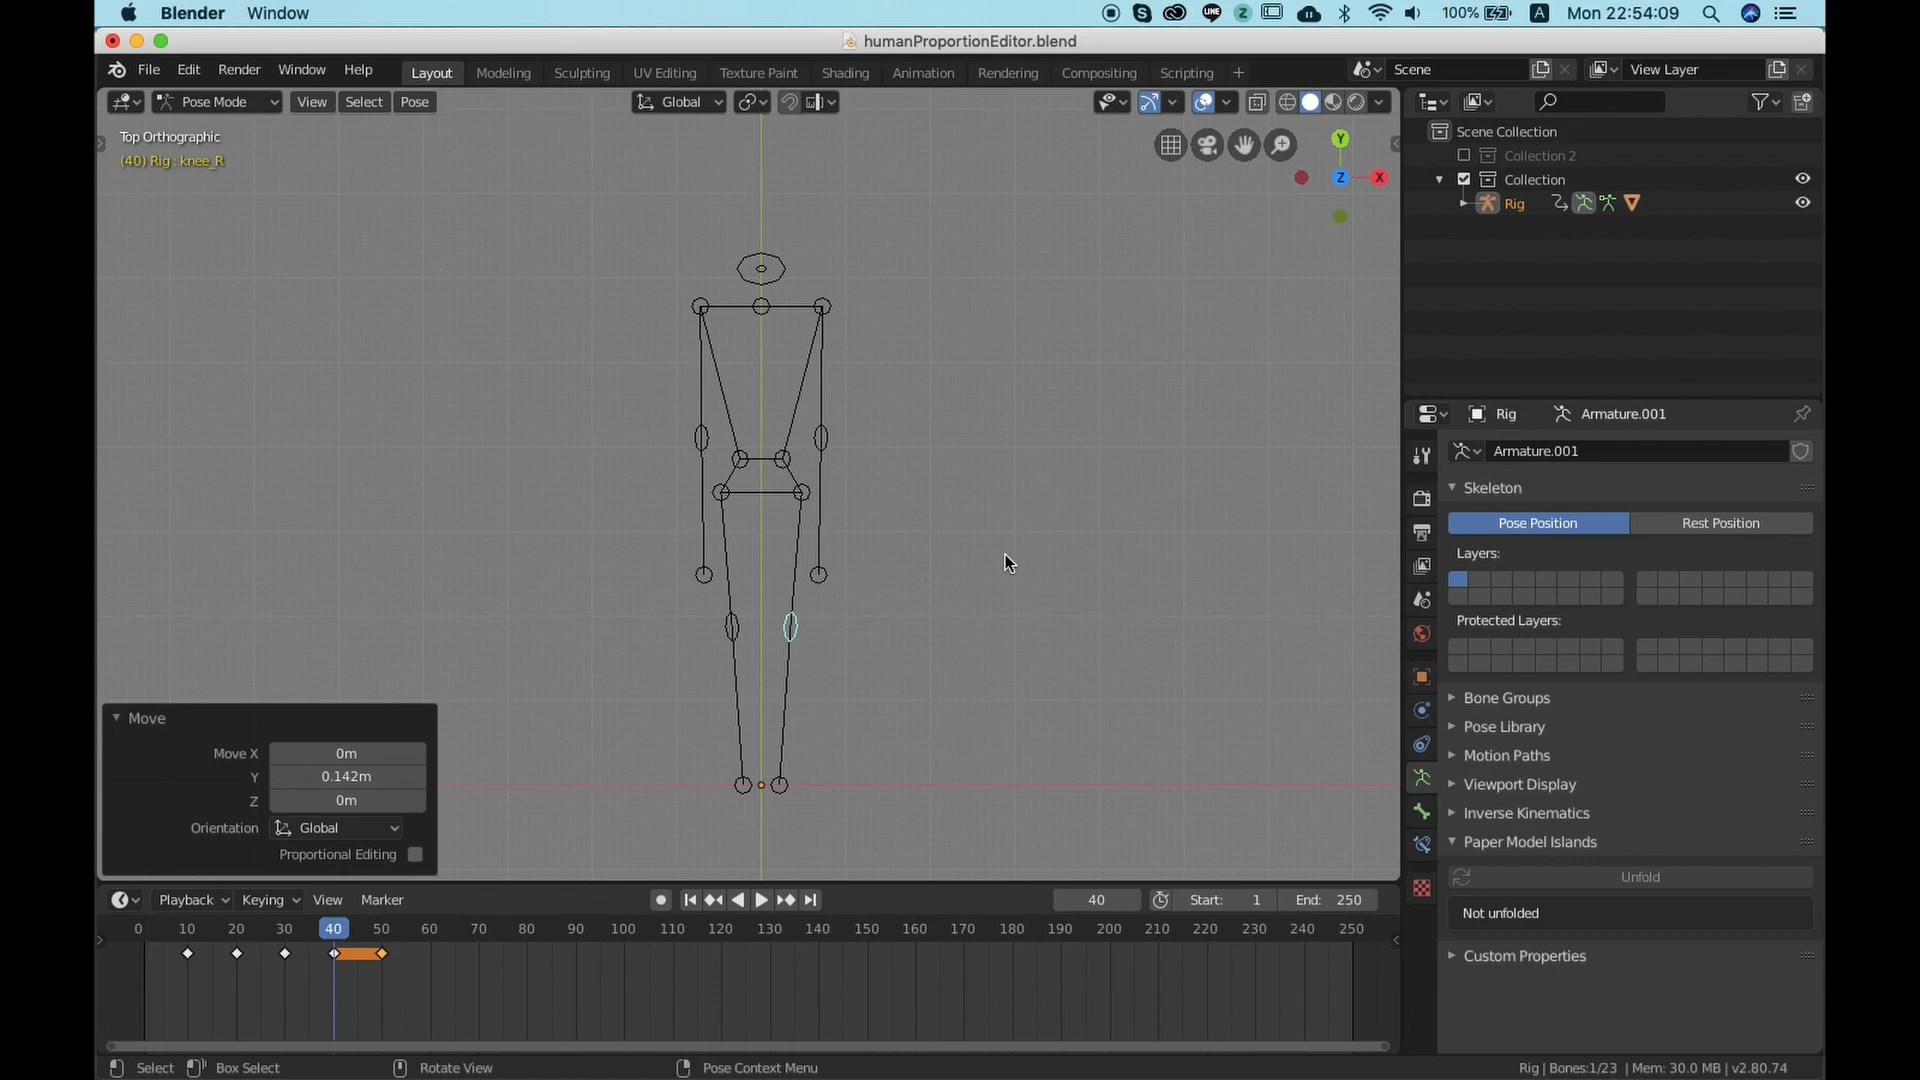 Blender Window 100% A Mon 22:54:09
humanProportionEditor.blend
File Edit Render Window Help Layout Modeling Sculpting UV Editing Texture Paint Shading Animation Rendering Compositing Scripting + Scene View Layer
Pose Mode View Select Pose Global
Top Orthographic
(40) Rig : knee_R
Y
Z
X
Scene Collection
Collection 2
Collection
Rig
Rig Armature.001
Armature.001
Skeleton
Pose Position Rest Position
Layers:
Protected Layers:
Bone Groups
Pose Library
Motion Paths
Viewport Display
Inverse Kinematics
Paper Model Islands
Unfold
Not unfolded
Custom Properties
Move
Move X 0m
Y 0.142m
Z 0m
Orientation Global
Proportional Editing
Playback Keying View Marker 40 Start: 1 End: 250
0 10 20 30 40 50 60 70 80 90 100 110 120 130 140 150 160 170 180 190 200 210 220 230 240 250
Select Box Select Rotate View Pose Context Menu Rig | Bones:1/23 | Mem: 30.0 MB | v2.80.74